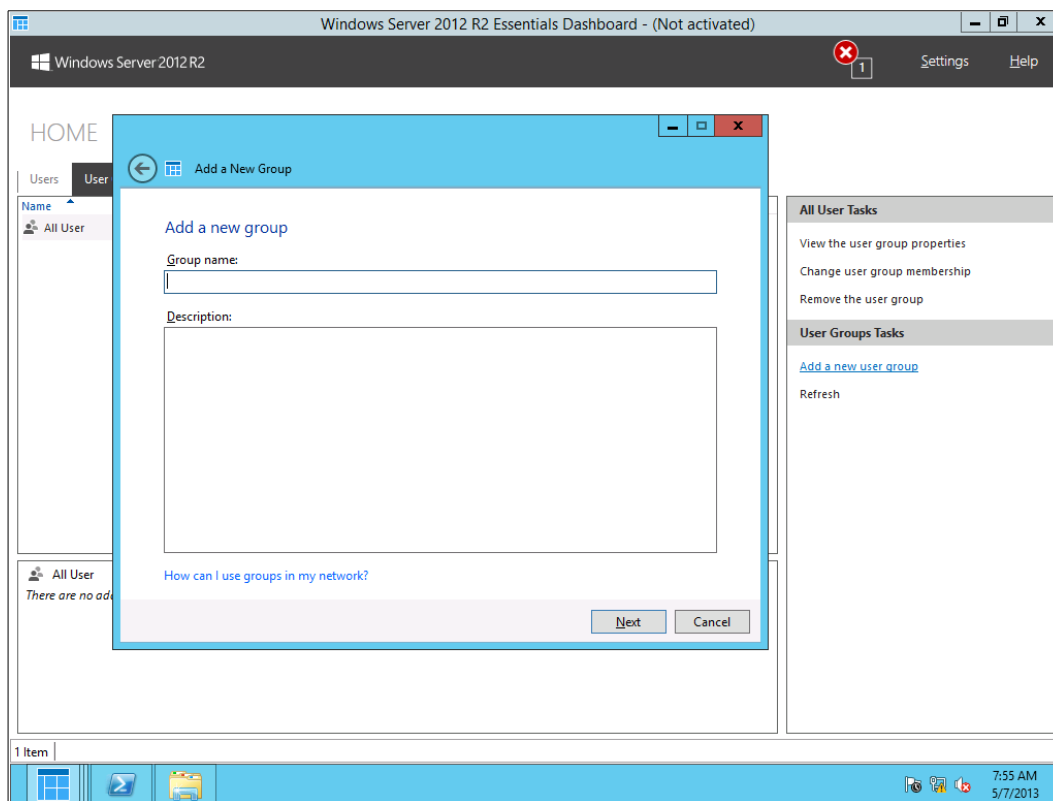 Windows Server 2012 R2 Essentials Dashboard - (Not activated)
Windows Server 2012 R2
1
Settings
Help
HOME
Users
User
Name
All User
Add a New Group
Add a new group
Group name:
Description:
How can I use groups in my network?
Next
Cancel
All User Tasks
View the user group properties
Change user group membership
Remove the user group
User Groups Tasks
Add a new user group
Refresh
All User
There are no
1 Item
7:55 AM
5/7/2013